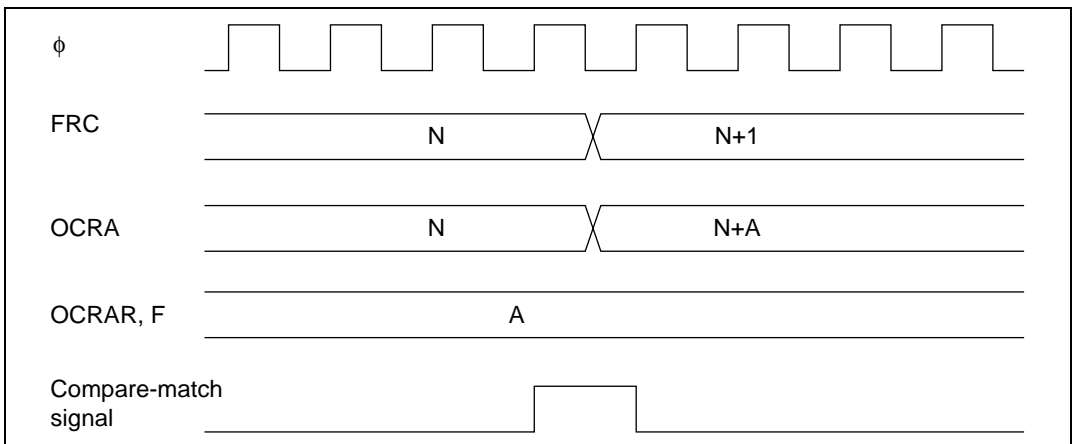 ϕ
FRC
N
N+1
OCRA
N
N+A
OCRAR, F
A
Compare-match
signal